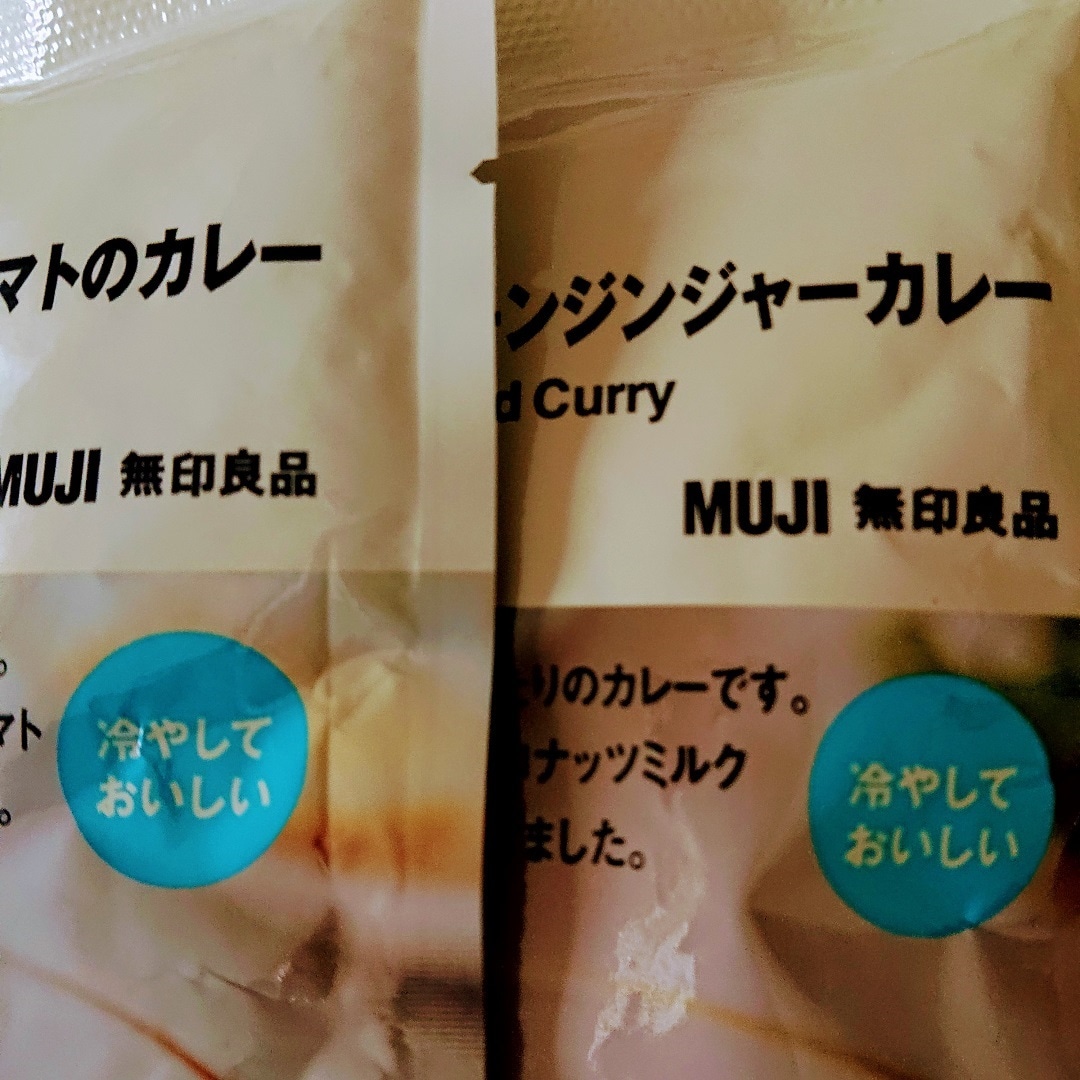 マトのカレー
MUJI 無印良品
。
マト
。
冷やして
おいしい
ンジンジャーカレー
d Curry
MUJI 無印良品
りのカレーです。
ナッツミルク
ました。
冷やして
おいしい